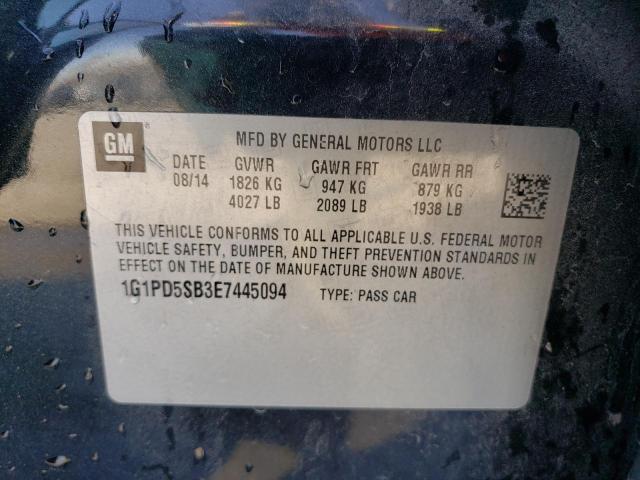 GM
MFD BY GENERAL MOTORS LLC
DATE GVWR GAWR FRT GAWR RR
08/14 1826 KG 947 KG 879 KG
4027 LB 2089 LB 1938 LB
THIS VEHICLE CONFORMS TO ALL APPLICABLE U.S. FEDERAL MOTOR
VEHICLE SAFETY, BUMPER, AND THEFT PREVENTION STANDARDS IN
EFFECT ON THE DATE OF MANUFACTURE SHOWN ABOVE.
1G1PD5SB3E7445094 TYPE: PASS CAR